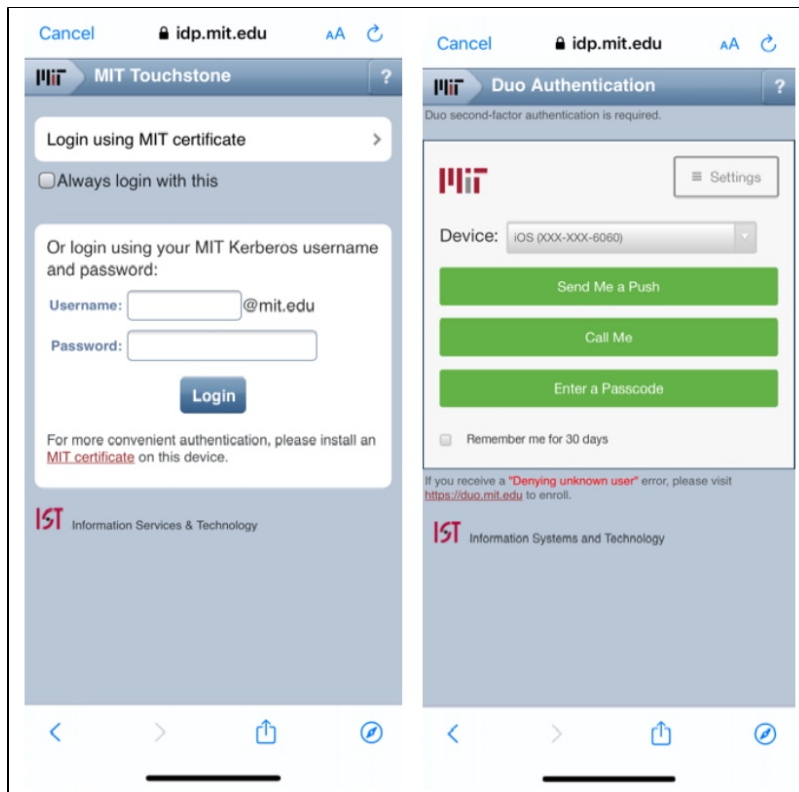 Cancel
idp.mit.edu
AA
MIT
MIT Touchstone
?
Login using MIT certificate
Always login with this
Or login using your MIT Kerberos username
and password:
Username:
@mit.edu
Password:
Login
For more convenient authentication, please install an
MIT certificate on this device.
IST Information Services & Technology
Cancel
idp.mit.edu
AA
MIT
Duo Authentication
?
Duo second-factor authentication is required.
MIT
Settings
Device: iOS (XXX-XXX-6060)
Send Me a Push
Call Me
Enter a Passcode
Remember me for 30 days
If you receive a "Denying unknown user" error, please visit
https://duo.mit.edu to enroll.
IST Information Systems and Technology